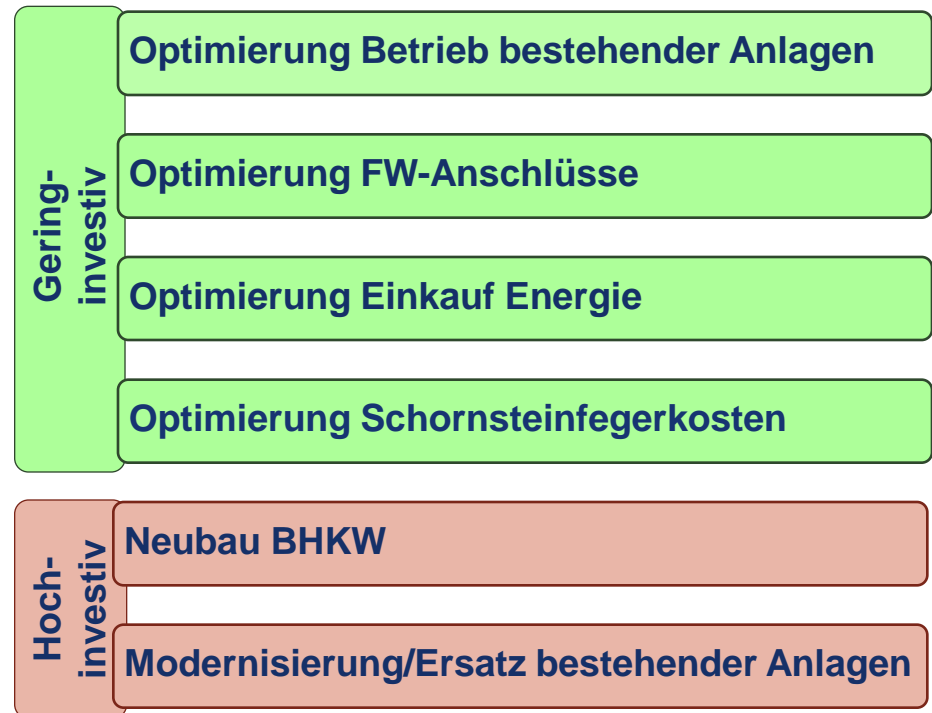 Gering-
investiv
Optimierung Betrieb bestehender Anlagen
Optimierung FW-Anschlüsse
Optimierung Einkauf Energie
Optimierung Schornsteinfegerkosten
Hoch-
investiv
Neubau BHKW
Modernisierung/Ersatz bestehender Anlagen